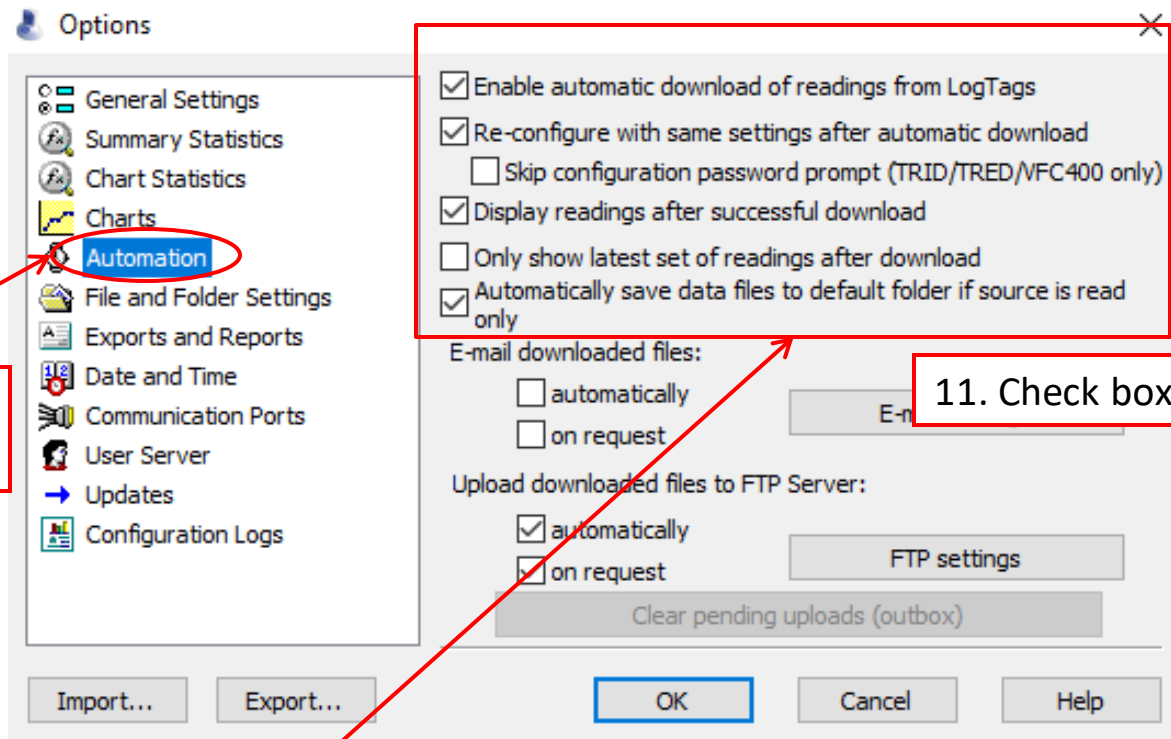 Options
General Settings
Summary Statistics
Chart Statistics
Charts
Automation
File and Folder Settings
Exports and Reports
Date and Time
Communication Ports
User Server
Updates
Configuration Logs
Enable automatic download of readings from LogTags
Re-configure with same settings after automatic download
Skip configuration password prompt (TRID/TRED/VFC400 only)
Display readings after successful download
Only show latest set of readings after download
Automatically save data files to default folder if source is read
only
E-mail downloaded files:
automatically
on request
11. Check box
Upload downloaded files to FTP Server:
automatically
on request
FTP settings
Clear pending uploads (outbox)
Import... Export... OK Cancel Help